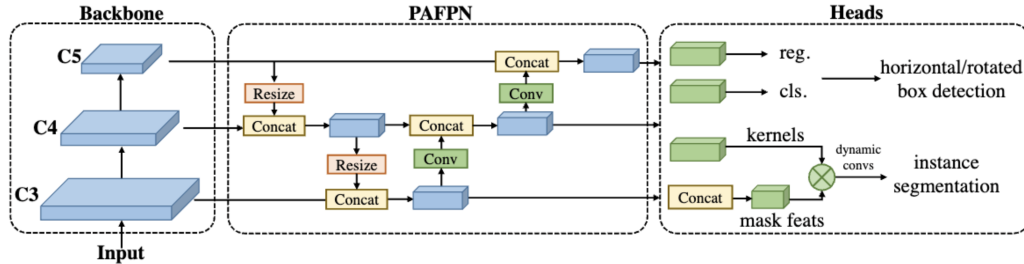 Backbone
PAFPN
Heads
C5
C4
C3
Input
Resize
Concat
Resize
Concat
Concat
Conv
Concat
Conv
reg.
cls.
horizontal/rotated
box detection
kernels
dynamic
convs
instance
segmentation
Concat
mask feats